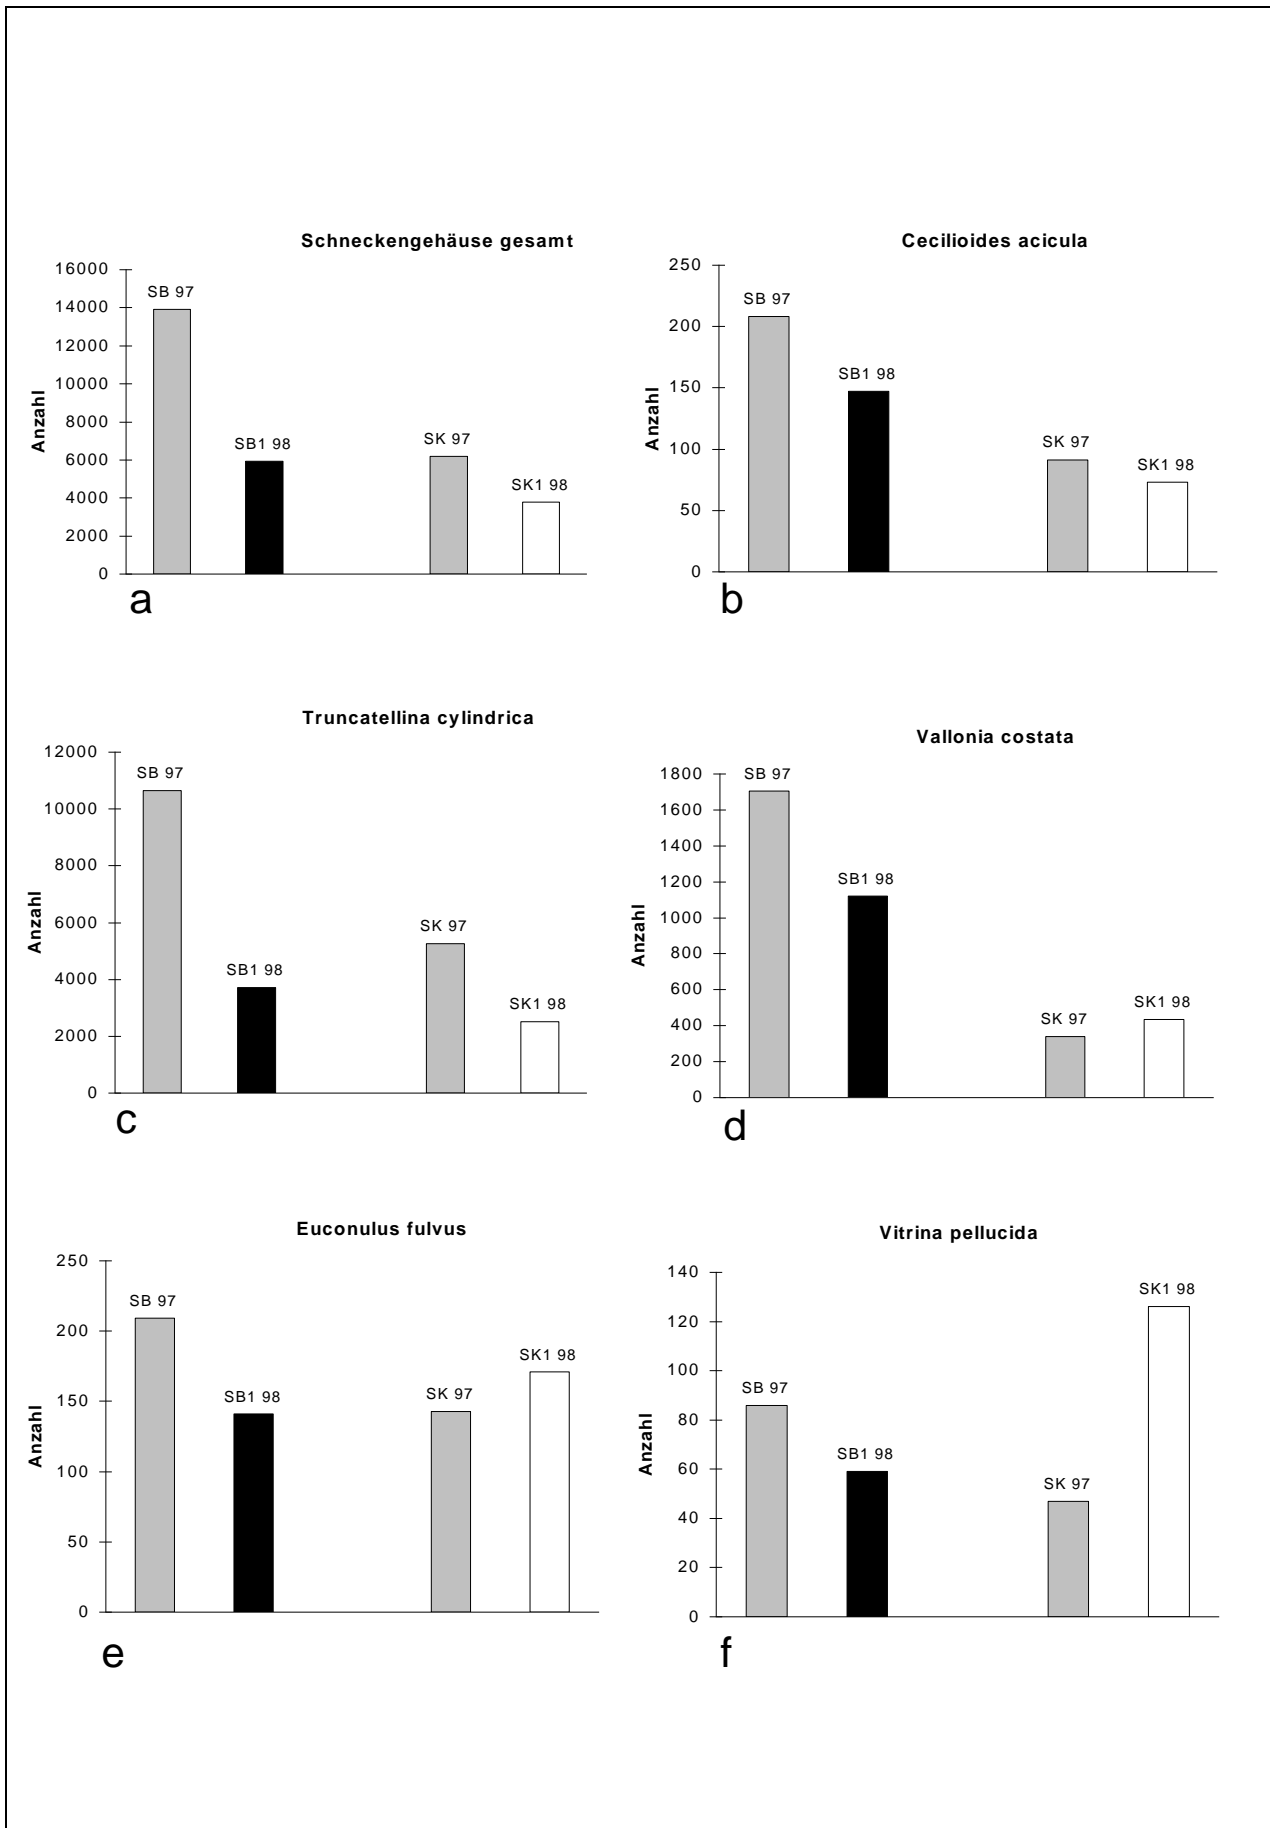 Schneckengehäuse gesamt
Anzahl
16000
14000
12000
10000
8000
6000
4000
2000
0
SB 97
SB1 98
SK 97
SK1 98
a
Cecilioides acicula
Anzahl
250
200
150
100
50
0
SB 97
SB1 98
SK 97
SK1 98
b
Truncatellina cylindrica
Anzahl
12000
10000
8000
6000
4000
2000
0
SB 97
SB1 98
SK 97
SK1 98
c
Vallonia costata
Anzahl
1800
1600
1400
1200
1000
800
600
400
200
0
SB 97
SB1 98
SK 97
SK1 98
d
Euconulus fulvus
Anzahl
250
200
150
100
50
0
SB 97
SB1 98
SK 97
SK1 98
e
Vitrina pellucida
Anzahl
140
120
100
80
60
40
20
0
SB 97
SB1 98
SK 97
SK1 98
f